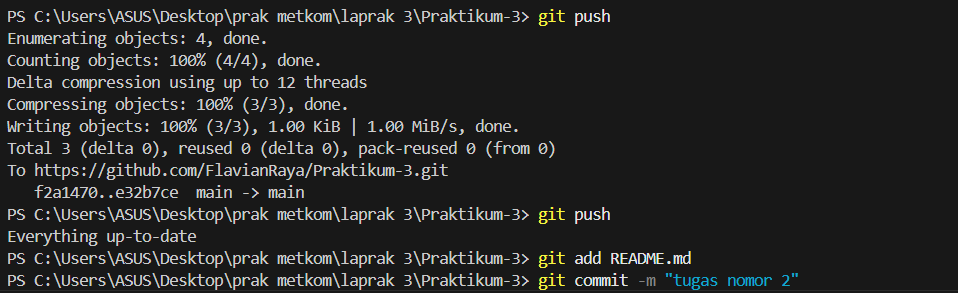 PS C:\Users\ASUS\Desktop\prak metkom\laprak 3\Praktikum-3> git push
Enumerating objects: 4, done.
Counting objects: 100% (4/4), done.
Delta compression using up to 12 threads
Compressing objects: 100% (3/3), done.
Writing objects: 100% (3/3), 1.00 KiB | 1.00 MiB/s, done.
Total 3 (delta 0), reused 0 (delta 0), pack-reused 0 (from 0)
To https://github.com/FlavianRaya/Praktikum-3.git
   f2a1470..e32b7ce  main -> main
PS C:\Users\ASUS\Desktop\prak metkom\laprak 3\Praktikum-3> git push
Everything up-to-date
PS C:\Users\ASUS\Desktop\prak metkom\laprak 3\Praktikum-3> git add README.md
PS C:\Users\ASUS\Desktop\prak metkom\laprak 3\Praktikum-3> git commit -m "tugas nomor 2"